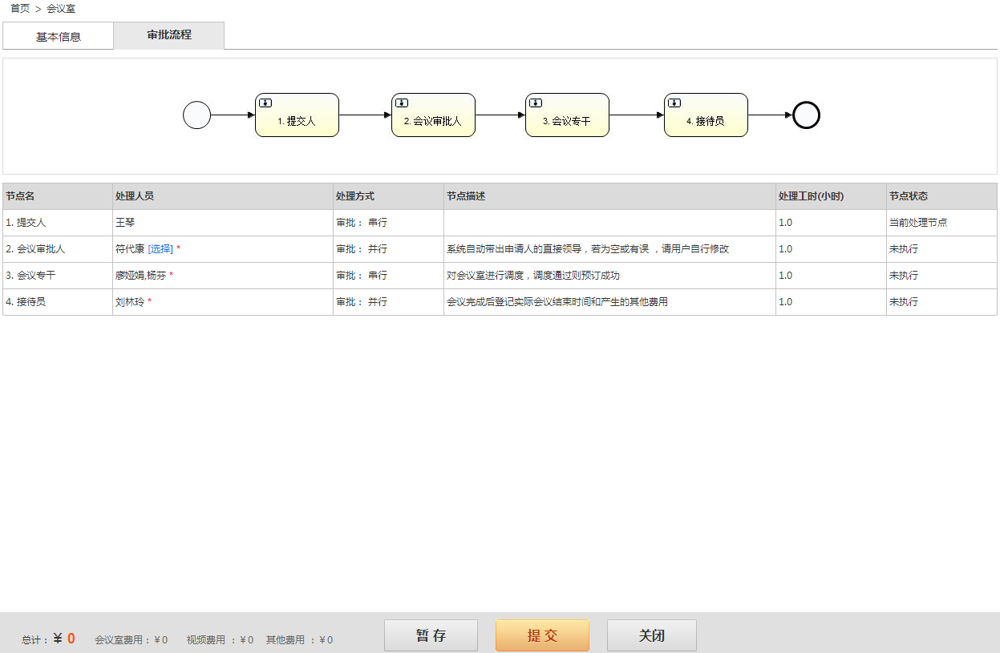 首页 > 会议室
基本信息 审批流程
1. 提交人 2. 会议审批人 3. 会议专干 4. 接待员
节点名 处理人员 处理方式 节点描述 处理工时(小时) 节点状态
1. 提交人 王琴 审批： 串行 1.0 当前处理节点
2. 会议审批人 符代康 [选择] * 审批： 并行 系统自动带出申请人的直接领导，若为空或有误 ，请用户自行修改 1.0 未执行
3. 会议专干 廖娅娟,杨芬 * 审批： 串行 对会议室进行调度，调度通过则预订成功 1.0 未执行
4. 接待员 刘林玲 * 审批： 并行 会议完成后登记实际会议结束时间和产生的其他费用 1.0 未执行
总计： ¥ 0 会议室费用：¥ 0 视频费用 ：¥ 0 其他费用 ：¥ 0 暂 存 提 交 关闭